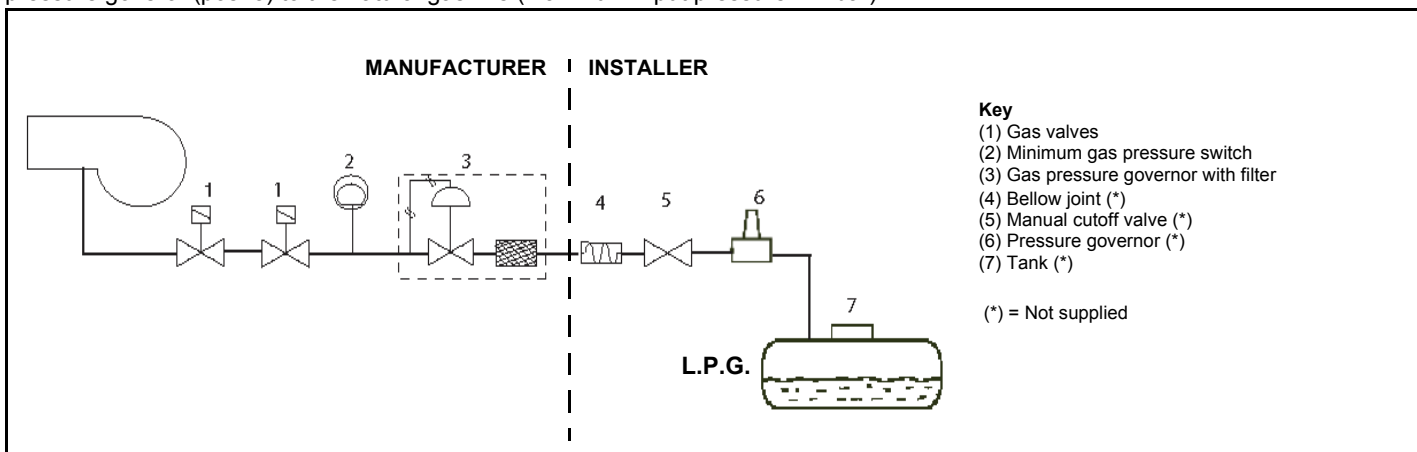 MANUFACTURER INSTALLER
Key
(1) Gas valves
(2) Minimum gas pressure switch
(3) Gas pressure governor with filter
(4) Bellow joint (*)
(5) Manual cutoff valve (*)
(6) Pressure governor (*)
(7) Tank (*)
(*) = Not supplied
1 1 2 3 4 5 6
7
L.P.G.